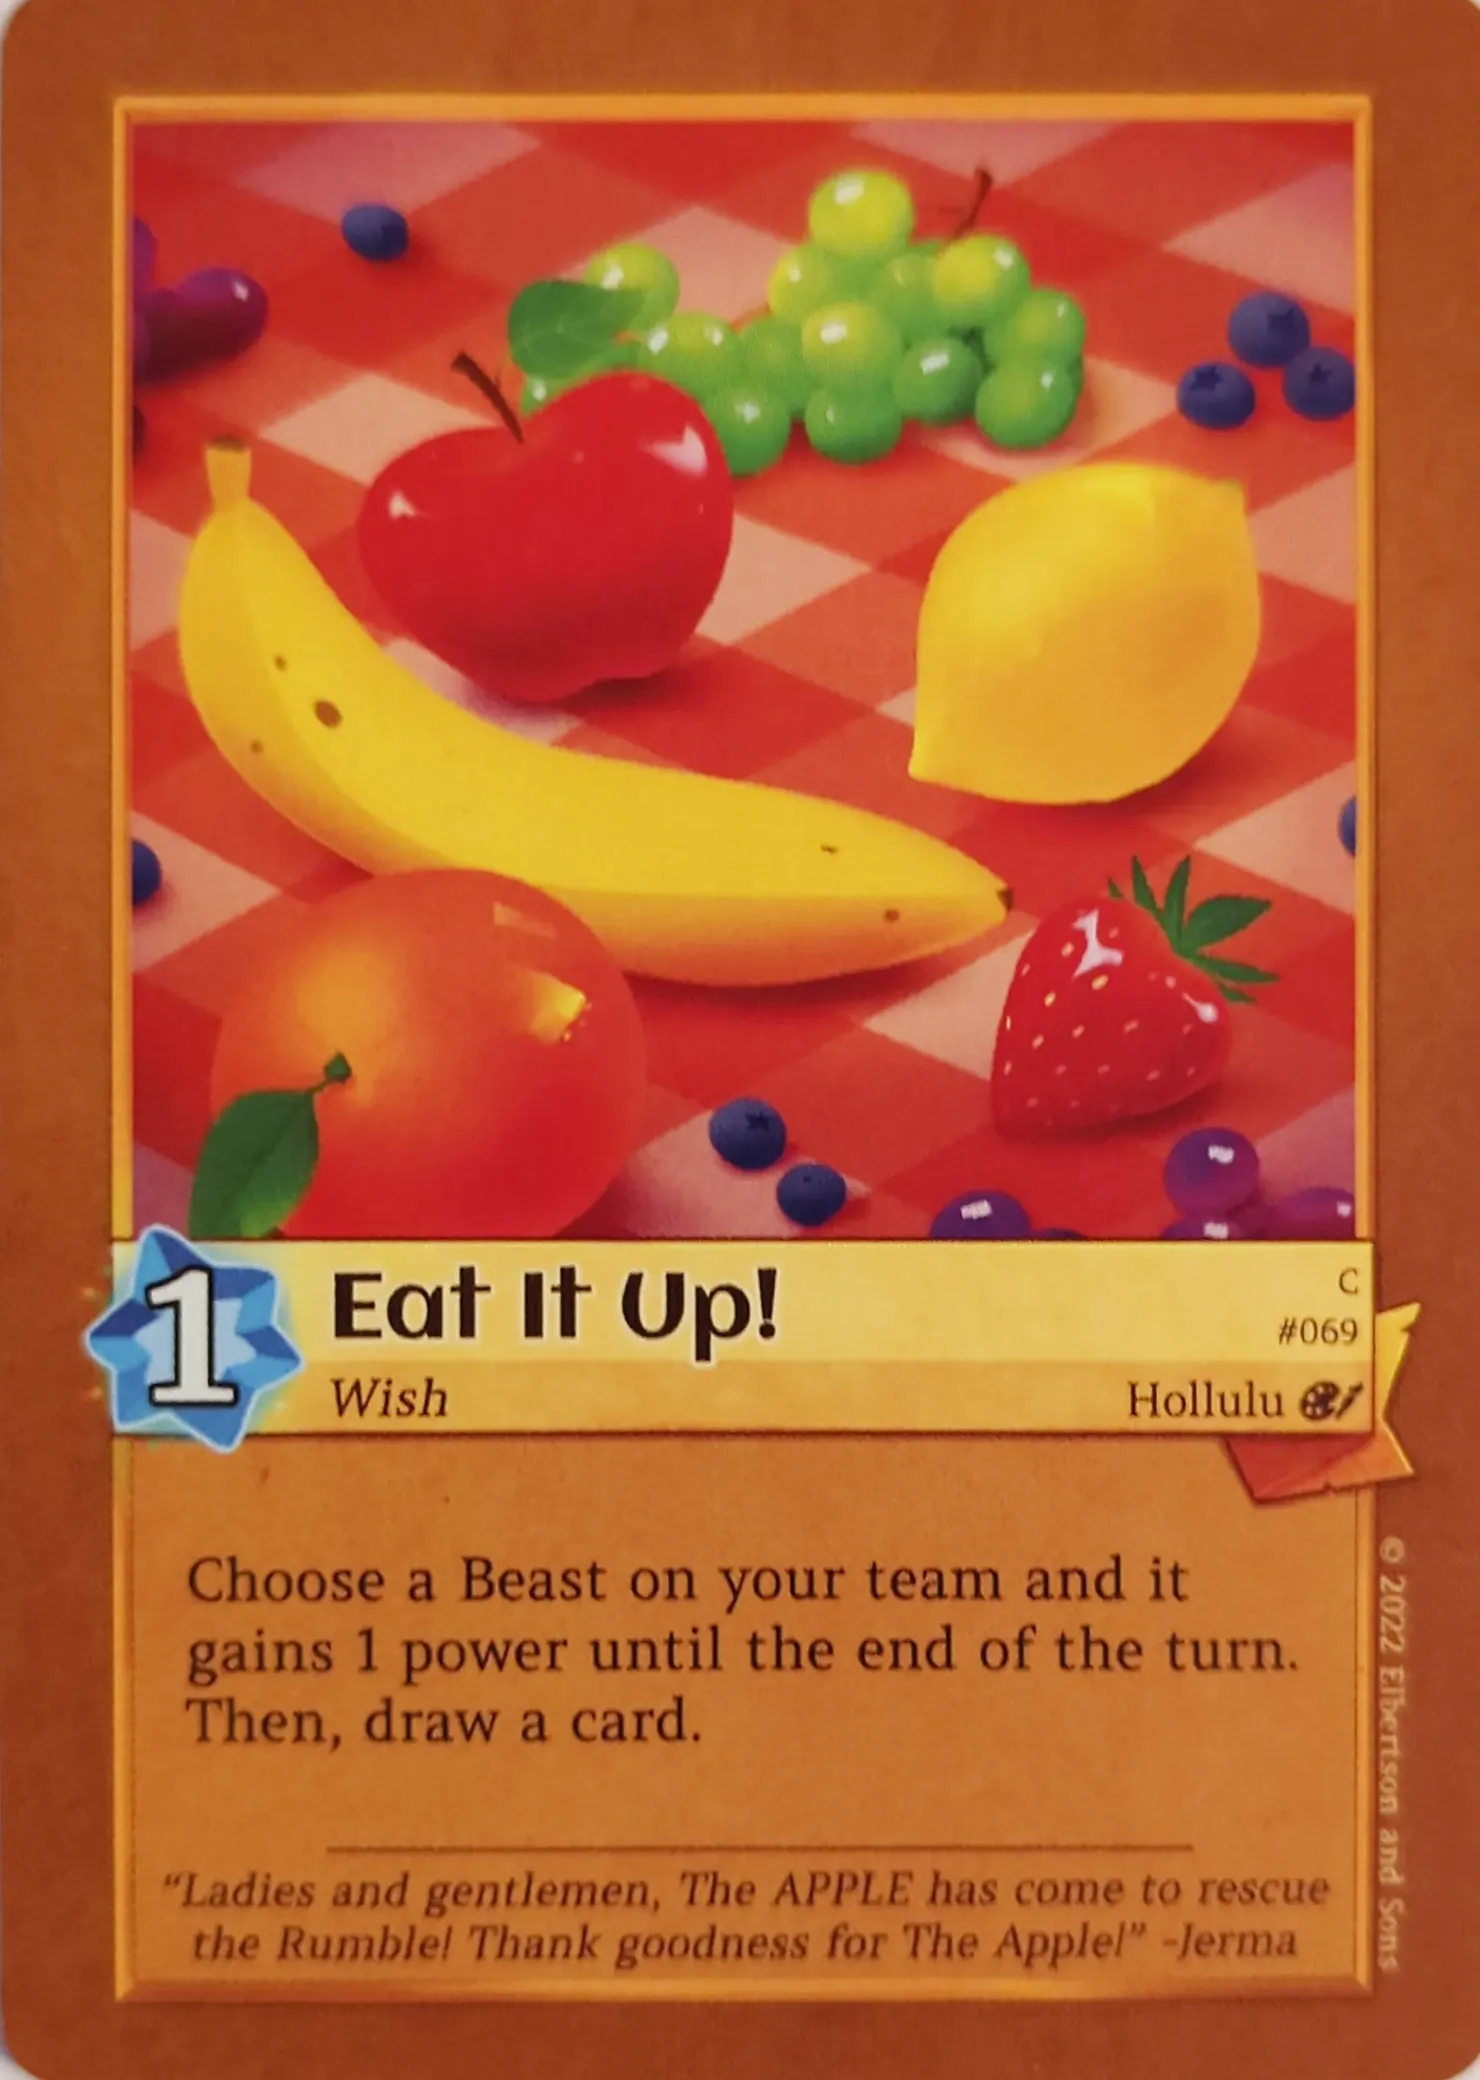 1
Eat It Up!
C
#069
Wish
Hollulu
Choose a Beast on your team and it
gains 1 power until the end of the turn.
Then, draw a card.
“Ladies and gentlemen, The APPLE has come to rescue
the Rumble! Thank goodness for The Apple!” -Jerma
© 2022 Elbertson and Sons